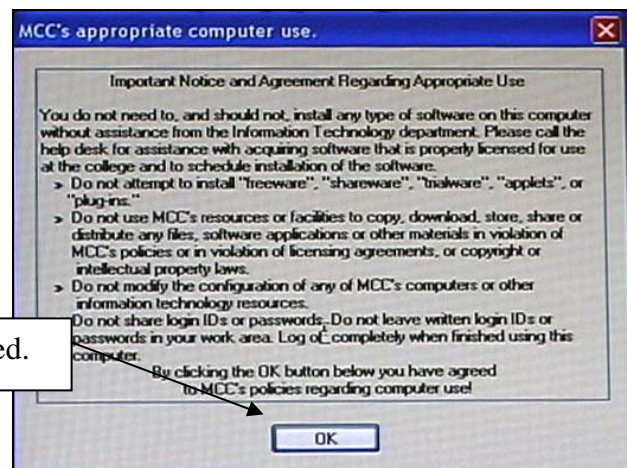 MCC's appropriate computer use.
Important Notice and Agreement Regarding Appropriate Use
You do not need to, and should not, install any type of software on this computer
without assistance from the Information Technology department. Please call the
help desk for assistance with acquiring software that is properly licensed for use
at the college and to schedule installation of the software.
> Do not attempt to install "freeware", "shareware", "trialware", "applets", or
"plug-ins."
> Do not use MCC's resources or facilities to copy, download, store, share or
distribute any files, software applications or other materials in violation of
MCC's policies or in violation of licensing agreements, or copyright or
intellectual property laws.
> Do not modify the configuration of any of MCC's computers or other
information technology resources.
Do not share login IDs or passwords. Do not leave written login IDs or
passwords in your work area. Log of completely when finished using this
computer.
ed.
By clicking the OK button below you have agreed
to MCC's policies regarding computer use!
OK